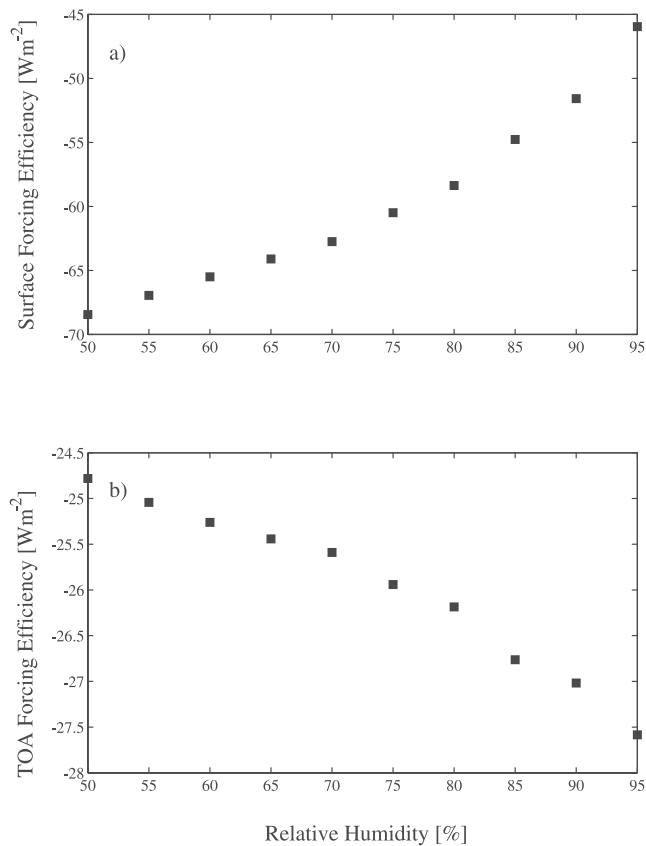 -45
-50
-55
-60
-65
-70
a)
Surface Forcing Efficiency [Wm-2]
50 55 60 65 70 75 80 85 90 95
-24.5
-25
-25.5
-26
-26.5
-27
-27.5
-28
b)
TOA Forcing Efficiency [Wm-2]
50 55 60 65 70 75 80 85 90 95
Relative Humidity [%]